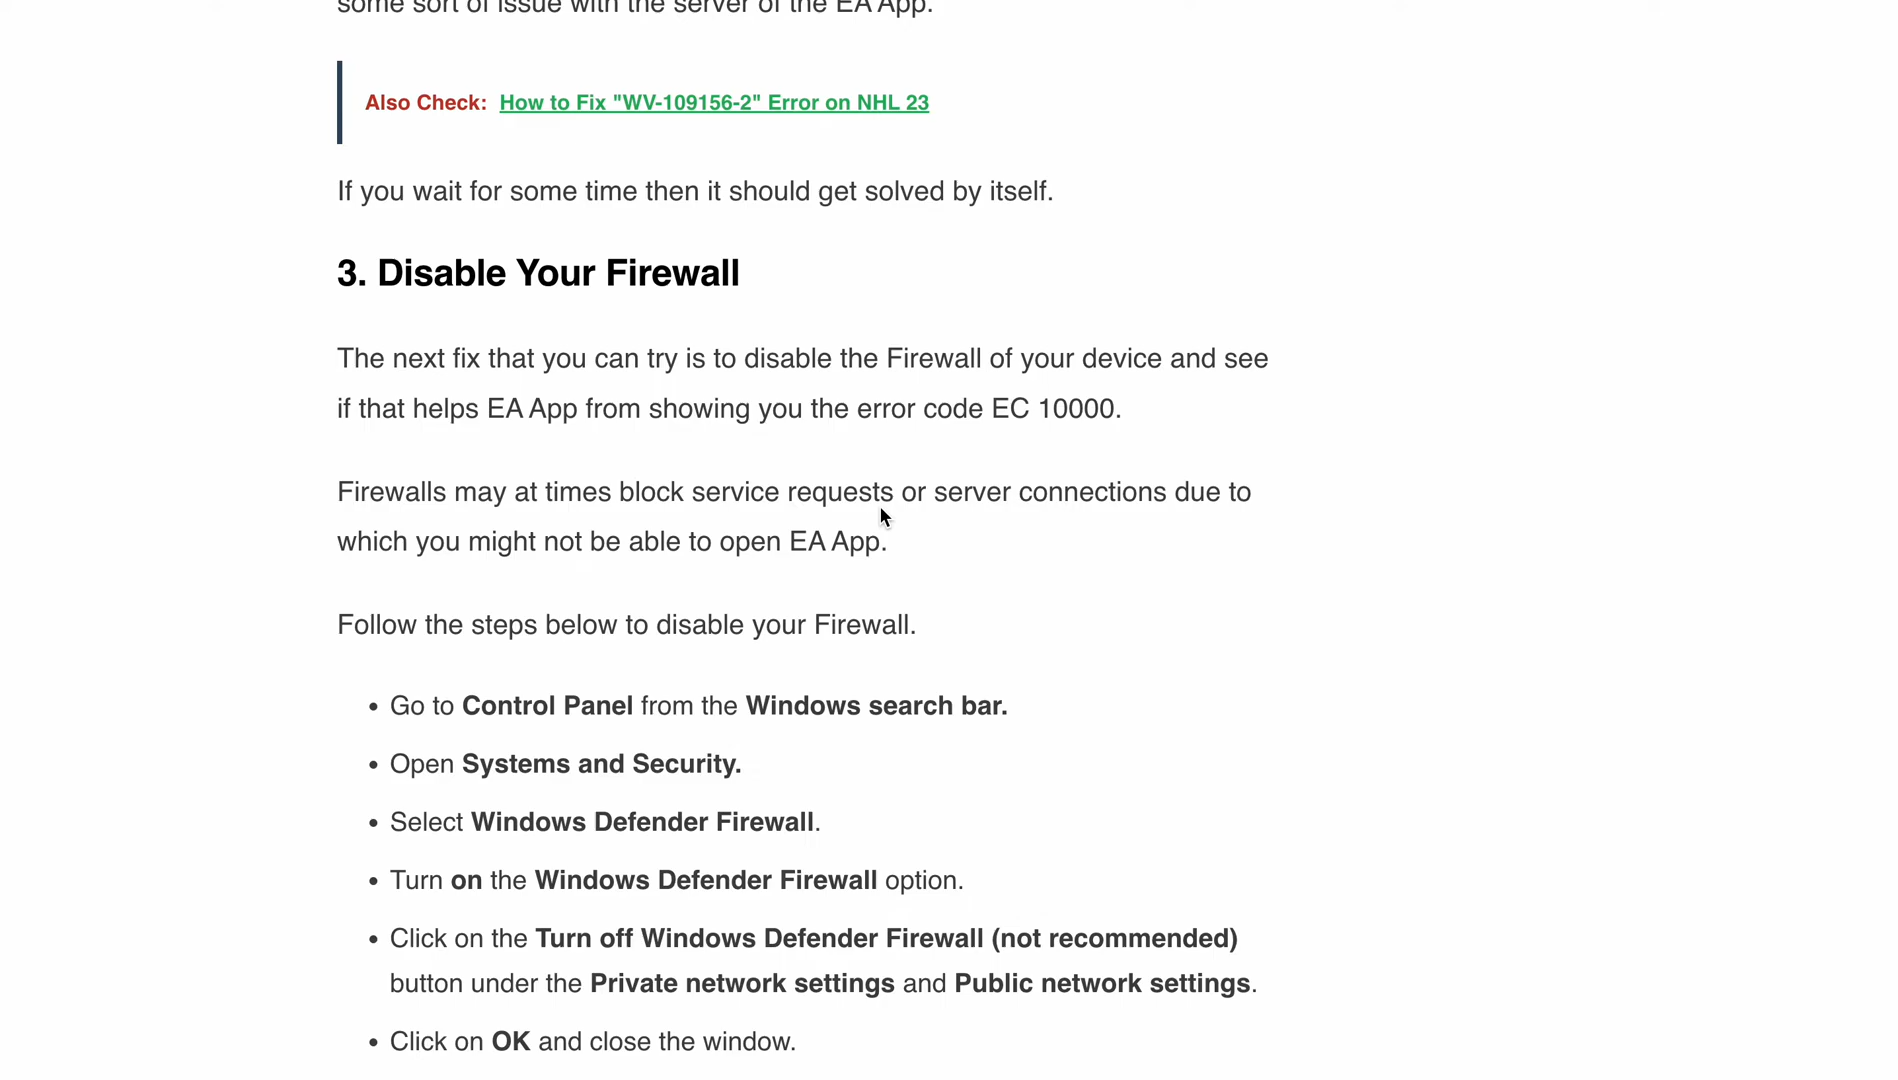 some sort of issue with the server of the EA App.
Also Check: How to Fix "WV-109156-2" Error on NHL 23
If you wait for some time then it should get solved by itself.
3. Disable Your Firewall
The next fix that you can try is to disable the Firewall of your device and see
if that helps EA App from showing you the error code EC 10000.
Firewalls may at times block service requests or server connections due to
which you might not be able to open EA App.
Follow the steps below to disable your Firewall.
• Go to Control Panel from the Windows search bar.
• Open Systems and Security.
• Select Windows Defender Firewall.
• Turn on the Windows Defender Firewall option.
• Click on the Turn off Windows Defender Firewall (not recommended)
button under the Private network settings and Public network settings.
• Click on OK and close the window.